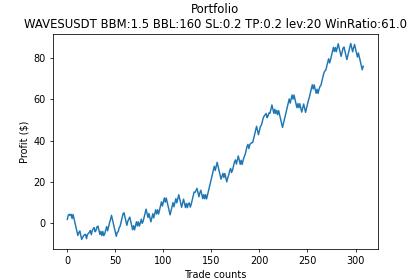 Portfolio
WAVESUSDT BBM:1.5 BBL:160 SL:0.2 TP:0.2 lev:20 WinRatio:61.0
Profit ($)
80
60
40
20
0
0 50 100 150 200 250 300
Trade counts